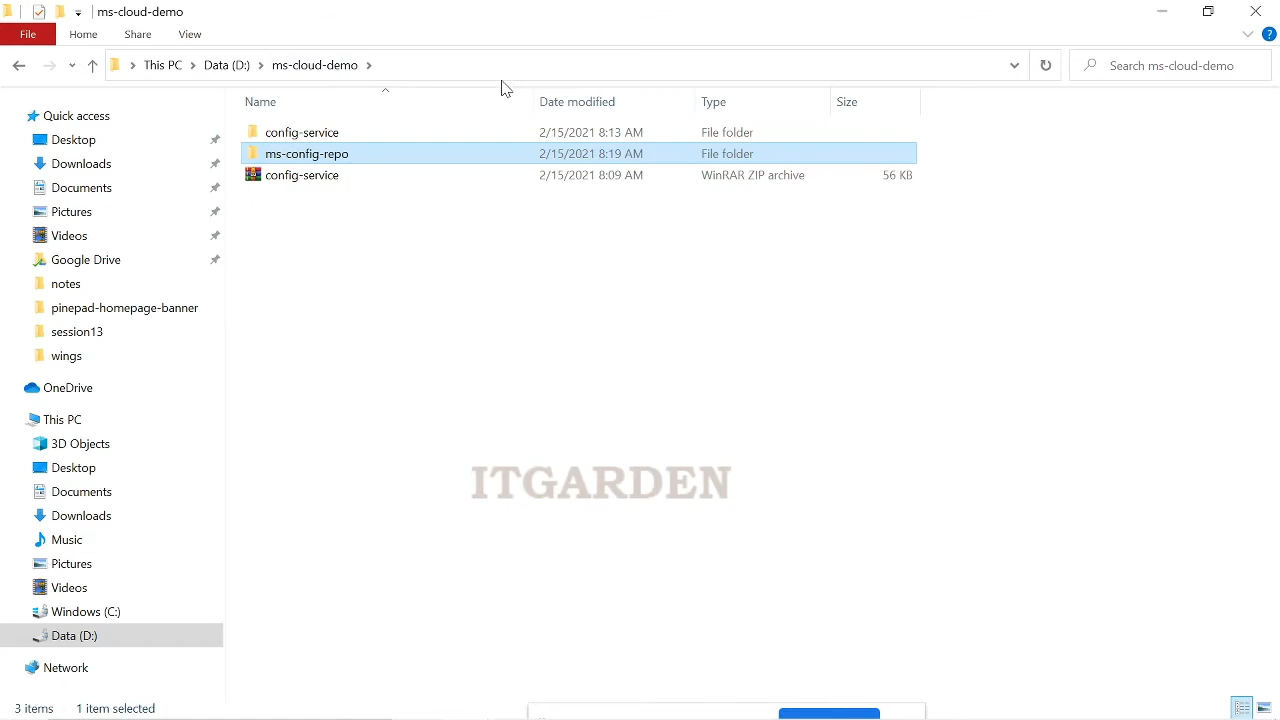 ms-cloud-demo
File Home Share View
This PC Data (D:) ms-cloud-demo Search ms-cloud-demo
Name Date modified Type Size
config-service 2/15/2021 8:13 AM File folder
ms-config-repo 2/15/2021 8:19 AM File folder
config-service 2/15/2021 8:09 AM WinRAR ZIP archive 56 KB
Quick access
Desktop
Downloads
Documents
Pictures
Videos
Google Drive
notes
pinepad-homepage-banner
session13
wings
OneDrive
This PC
3D Objects
Desktop
Documents
Downloads
Music
Pictures
Videos
Windows (C:)
Data (D:)
Network
ITGARDEN
3 items 1 item selected